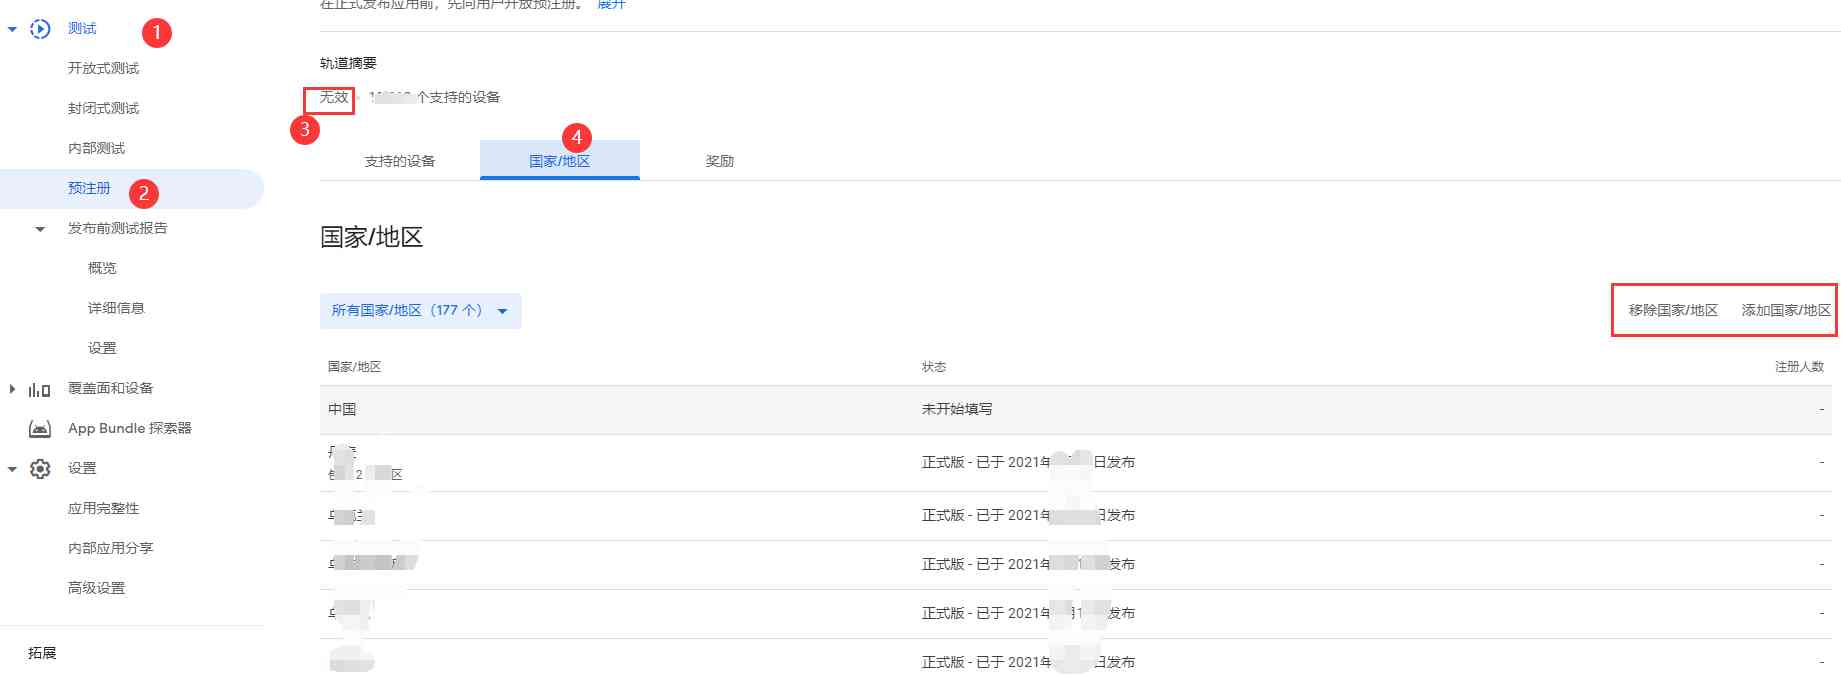 测试
1
开放式测试
封闭式测试
内部测试
预注册
2
发布前测试报告
概览
详细信息
设置
覆盖面和设备
App Bundle 探索器
设置
应用完整性
内部应用分享
高级设置
拓展
在正式发布应用前，先向用户开放预注册。 展开
轨道摘要
无效 个支持的设备
3
4
支持的设备 国家/地区 奖励
国家/地区
所有国家/地区（177 个）
移除国家/地区 添加国家/地区
国家/地区 状态 注册人数
中国 未开始填写 -
正式版 - 已于 2021年 日发布 -
2 区
正式版 - 已于 2021年 日发布 -
正式版 - 已于 2021年 发布 -
正式版 - 已于 2021年 月1 发布 -
正式版 - 已于 2021年 日发布 -